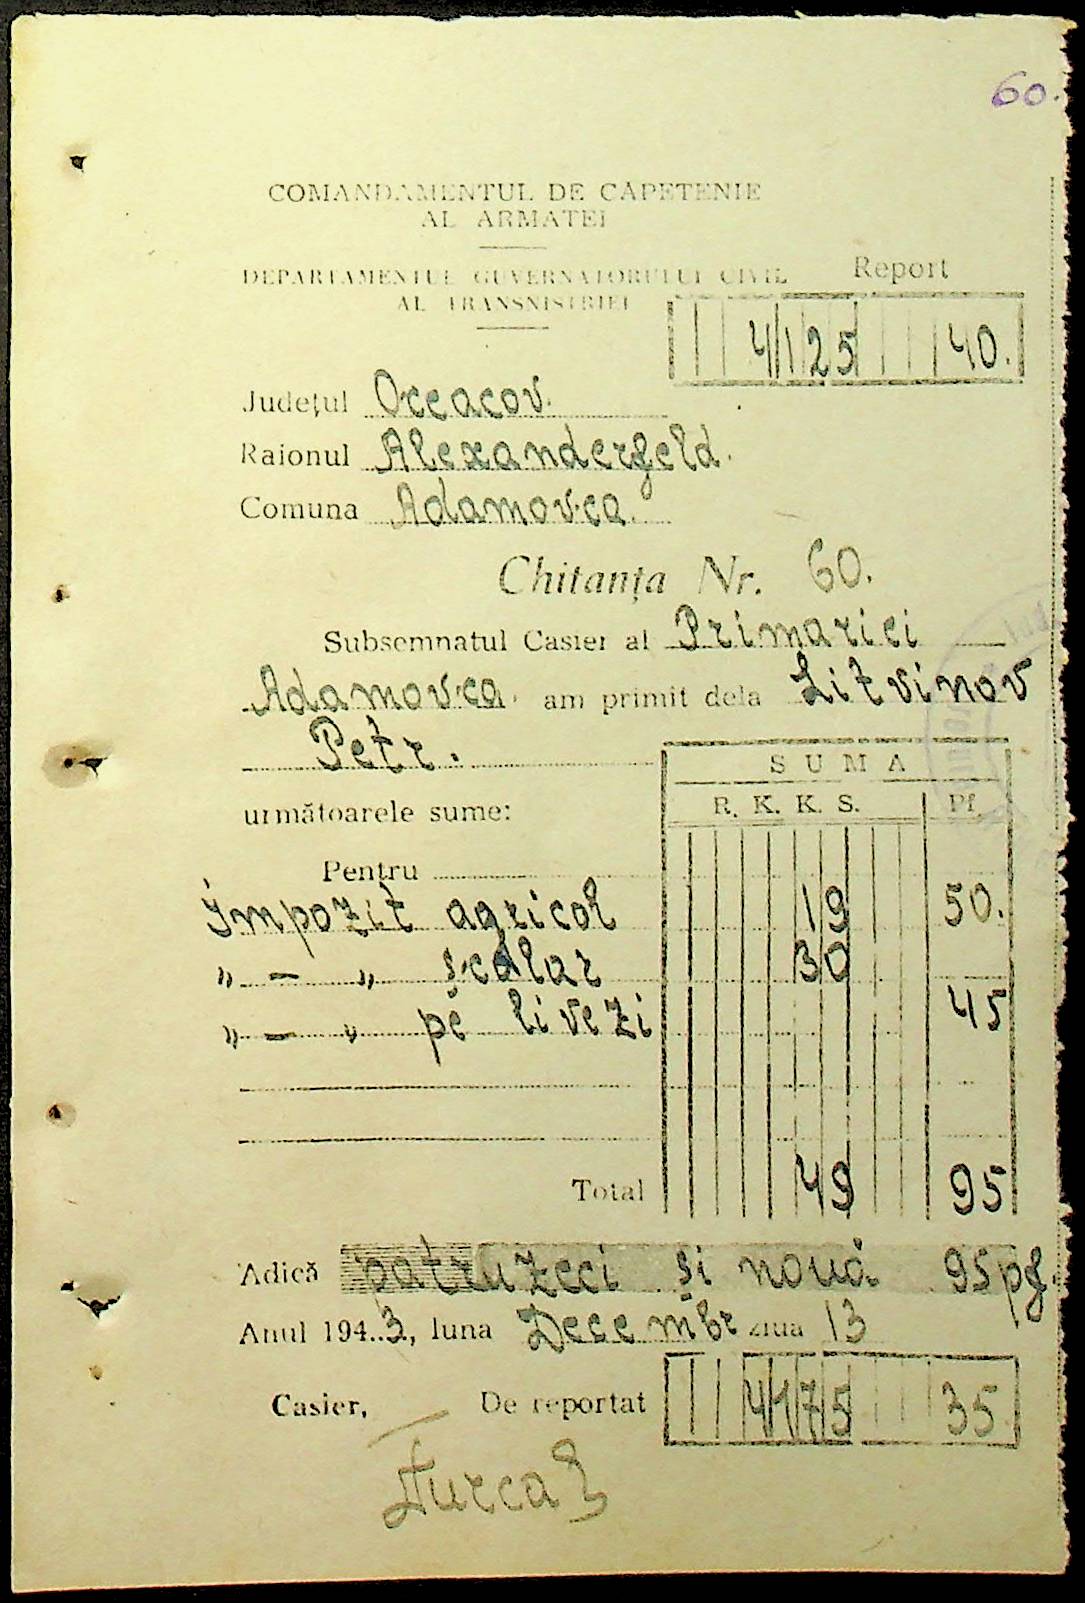 60.
COMANDAMENTUL DE CAPETENIE
AL ARMATEI
DEPARTAMENTUL GUVERNATORULUI CIVIL
AL TRANSNISTRIEI
Report
4125 40.
Județul Oceacov.
Raionul Alexanderfeld.
Comuna Adamovca.
Chitanța Nr. 60.
Subsemnatul Casier al Primariei
Adamovca. am primit dela Litvinov
Petr.
SUMA
R. K. K. S. Pf.
următoarele sume:
Pentru
Impozit agricol 19 50.
„ — „ școlar 30
„ — „ pe livezi 45
Total 49 95
Adică patruzeci și nouă 95 pf.
Anul 1943, luna Decembr ziua 13
Casier, De reportat 4175 35